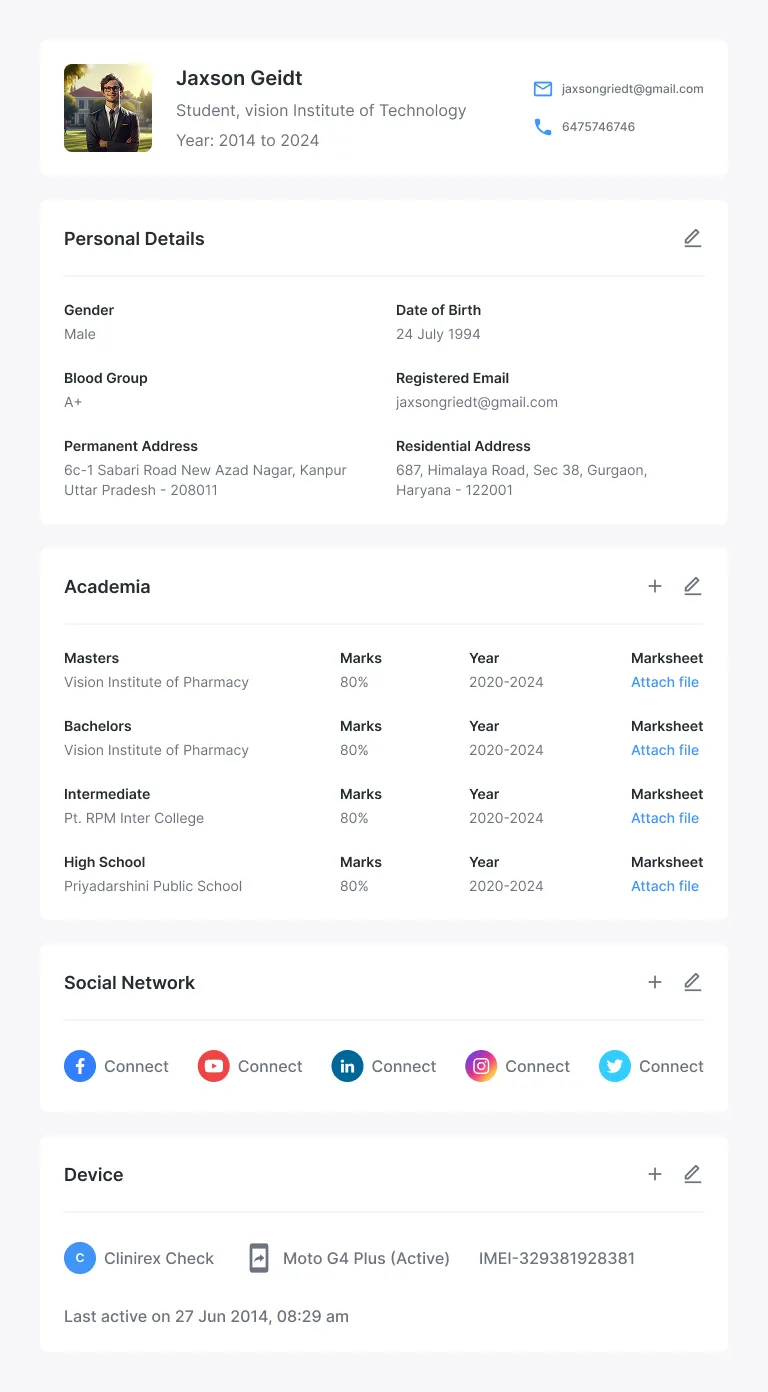 Jaxson Geidt
Student, vision Institute of Technology
Year: 2014 to 2024
jaxsongriedt@gmail.com
6475746746
Personal Details
Gender
Male
Date of Birth
24 July 1994
Blood Group
A+
Registered Email
jaxsongriedt@gmail.com
Permanent Address
6c-1 Sabari Road New Azad Nagar, Kanpur
Uttar Pradesh - 208011
Residential Address
687, Himalaya Road, Sec 38, Gurgaon,
Haryana - 122001
Academia
Masters Marks Year Marksheet
Vision Institute of Pharmacy 80% 2020-2024 Attach file
Bachelors Marks Year Marksheet
Vision Institute of Pharmacy 80% 2020-2024 Attach file
Intermediate Marks Year Marksheet
Pt. RPM Inter College 80% 2020-2024 Attach file
High School Marks Year Marksheet
Priyadarshini Public School 80% 2020-2024 Attach file
Social Network
Connect Connect in Connect Connect Connect
Device
C Clinirex Check Moto G4 Plus (Active) IMEI-329381928381
Last active on 27 Jun 2014, 08:29 am